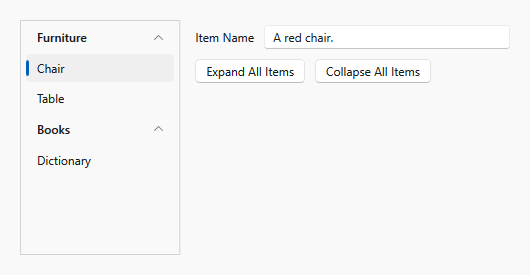 Furniture
Chair
Table
Books
Dictionary
Item Name A red chair.
Expand All Items Collapse All Items